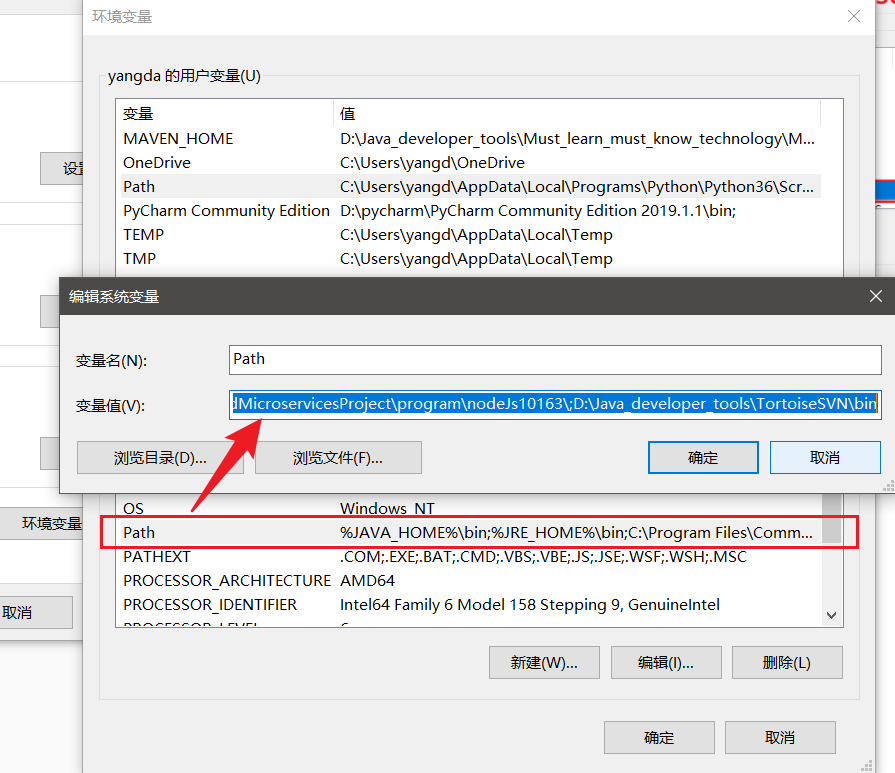 环境变量
yangda 的用户变量(U)
变量 值
MAVEN_HOME D:\Java_developer_tools\Must_learn_must_know_technology\M...
OneDrive C:\Users\yangd\OneDrive
Path C:\Users\yangd\AppData\Local\Programs\Python\Python36\Scr...
PyCharm Community Edition D:\pycharm\PyCharm Community Edition 2019.1.1\bin;
TEMP C:\Users\yangd\AppData\Local\Temp
TMP C:\Users\yangd\AppData\Local\Temp
编辑系统变量
变量名(N): Path
变量值(V): MicroservicesProject\program\nodeJs10163\;D:\Java_developer_tools\TortoiseSVN\bin
浏览目录(D)... 浏览文件(F)... 确定 取消
OS Windows_NT
环境变量
Path %JAVA_HOME%\bin;%JRE_HOME%\bin;C:\Program Files\Comm...
PATHEXT .COM;.EXE;.BAT;.CMD;.VBS;.VBE;.JS;.JSE;.WSF;.WSH;.MSC
PROCESSOR_ARCHITECTURE AMD64
PROCESSOR_IDENTIFIER Intel64 Family 6 Model 158 Stepping 9, GenuineIntel
取消
新建(W)... 编辑(I)... 删除(L)
确定 取消